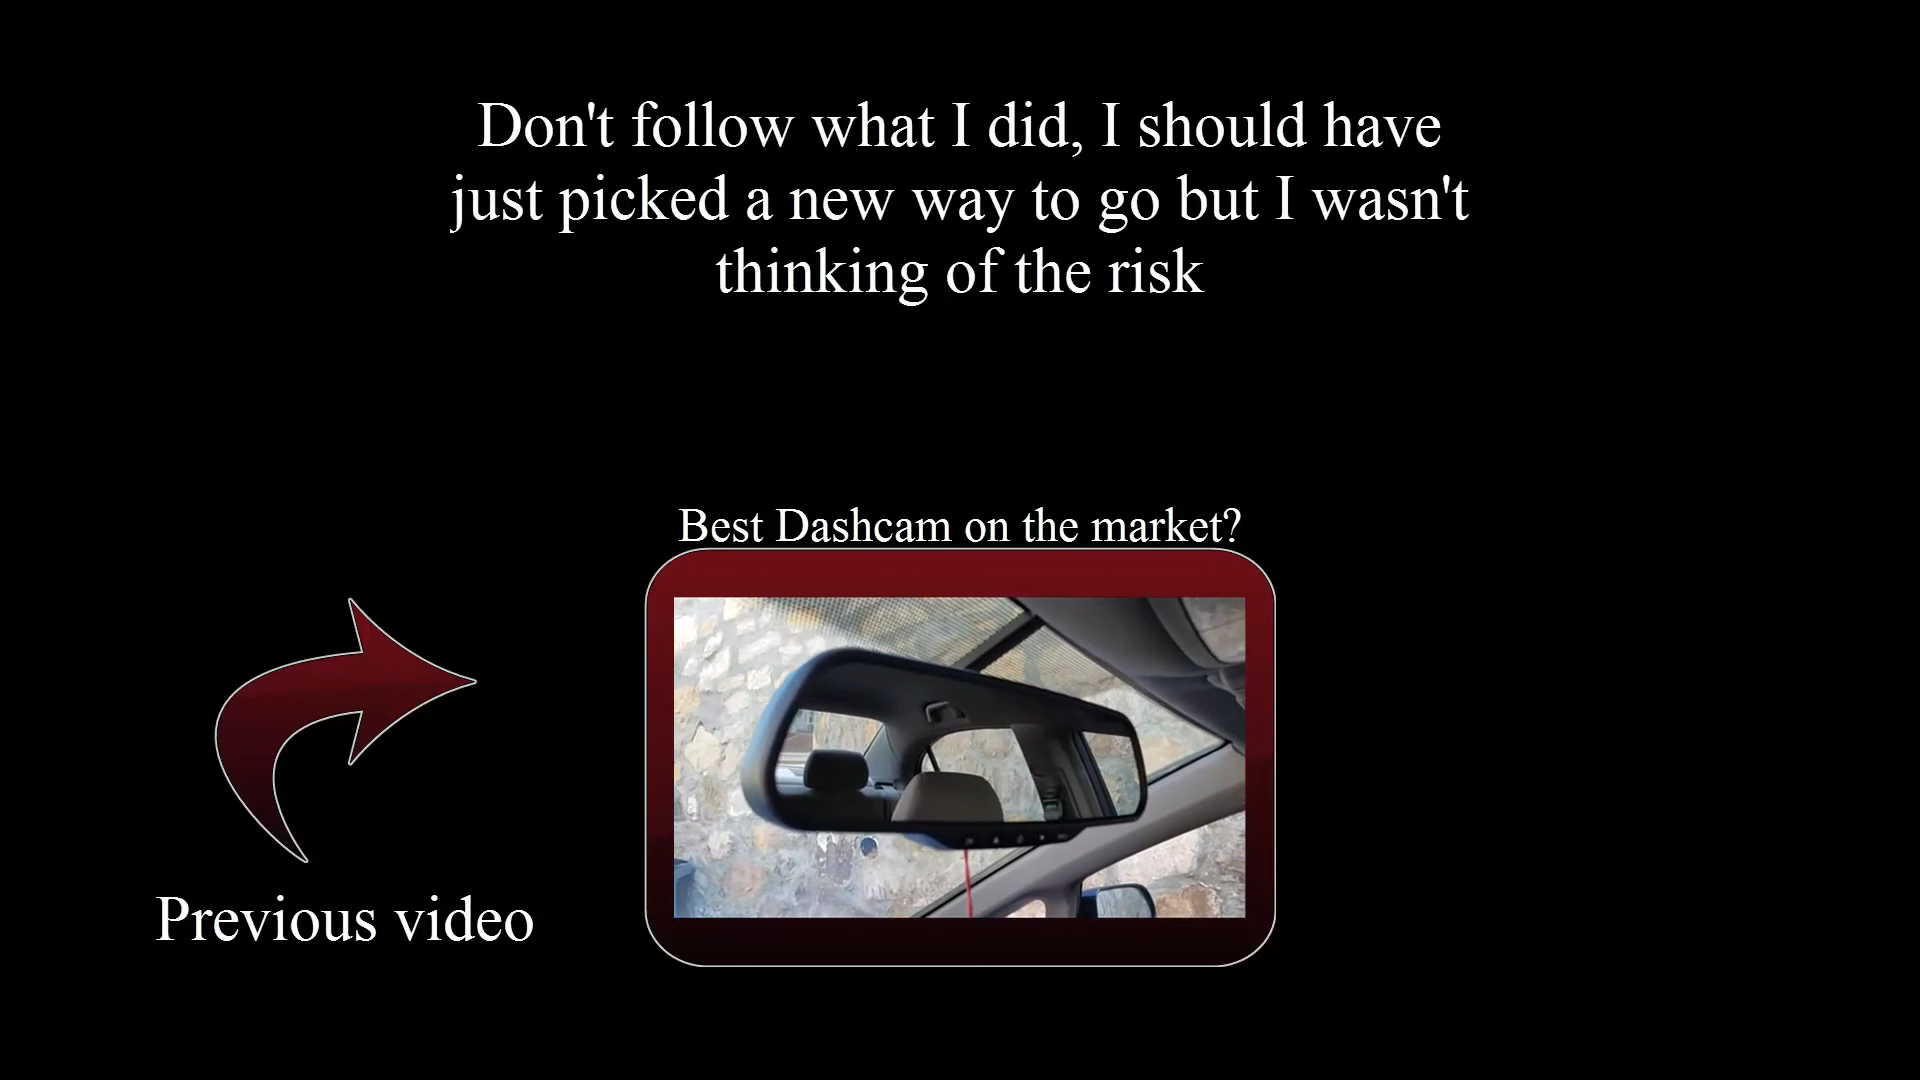 Don't follow what I did, I should have
just picked a new way to go but I wasn't
thinking of the risk
Best Dashcam on the market?
Previous video